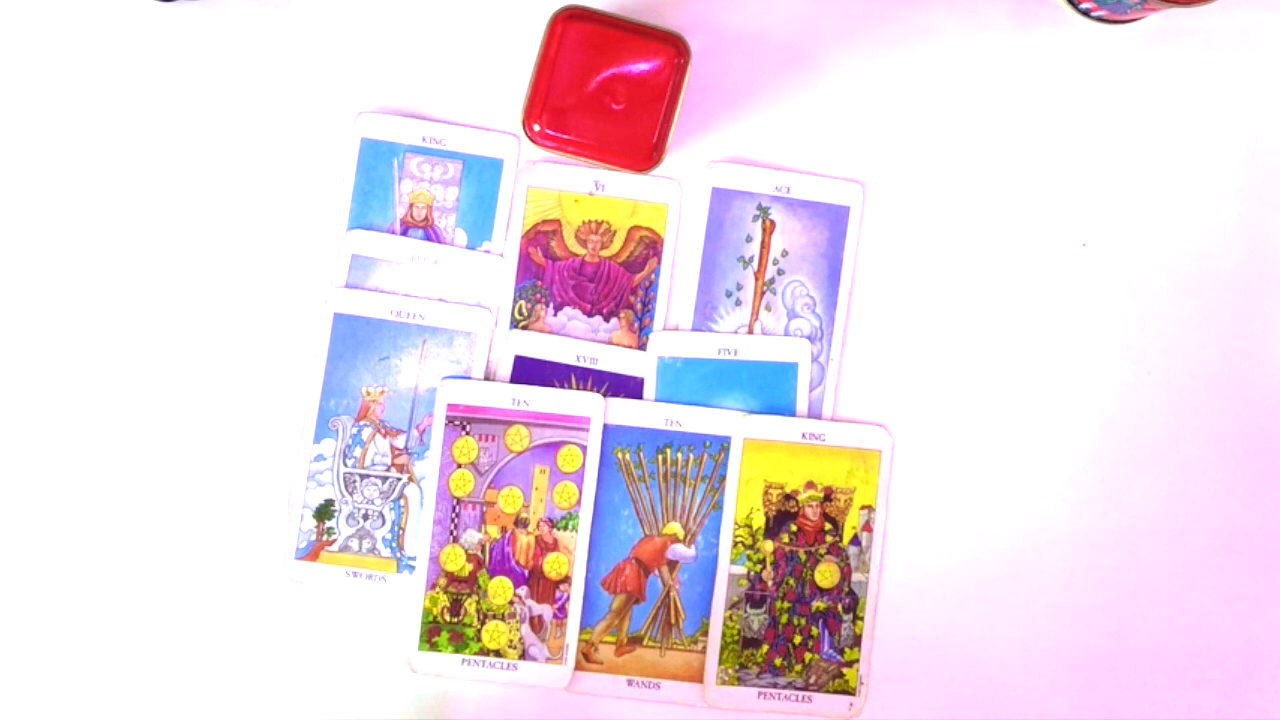 KING
VI
ACE
QUEEN
SWORDS
XVIII
FIVE
TEN
PENTACLES
TEN
WANDS
KING
PENTACLES